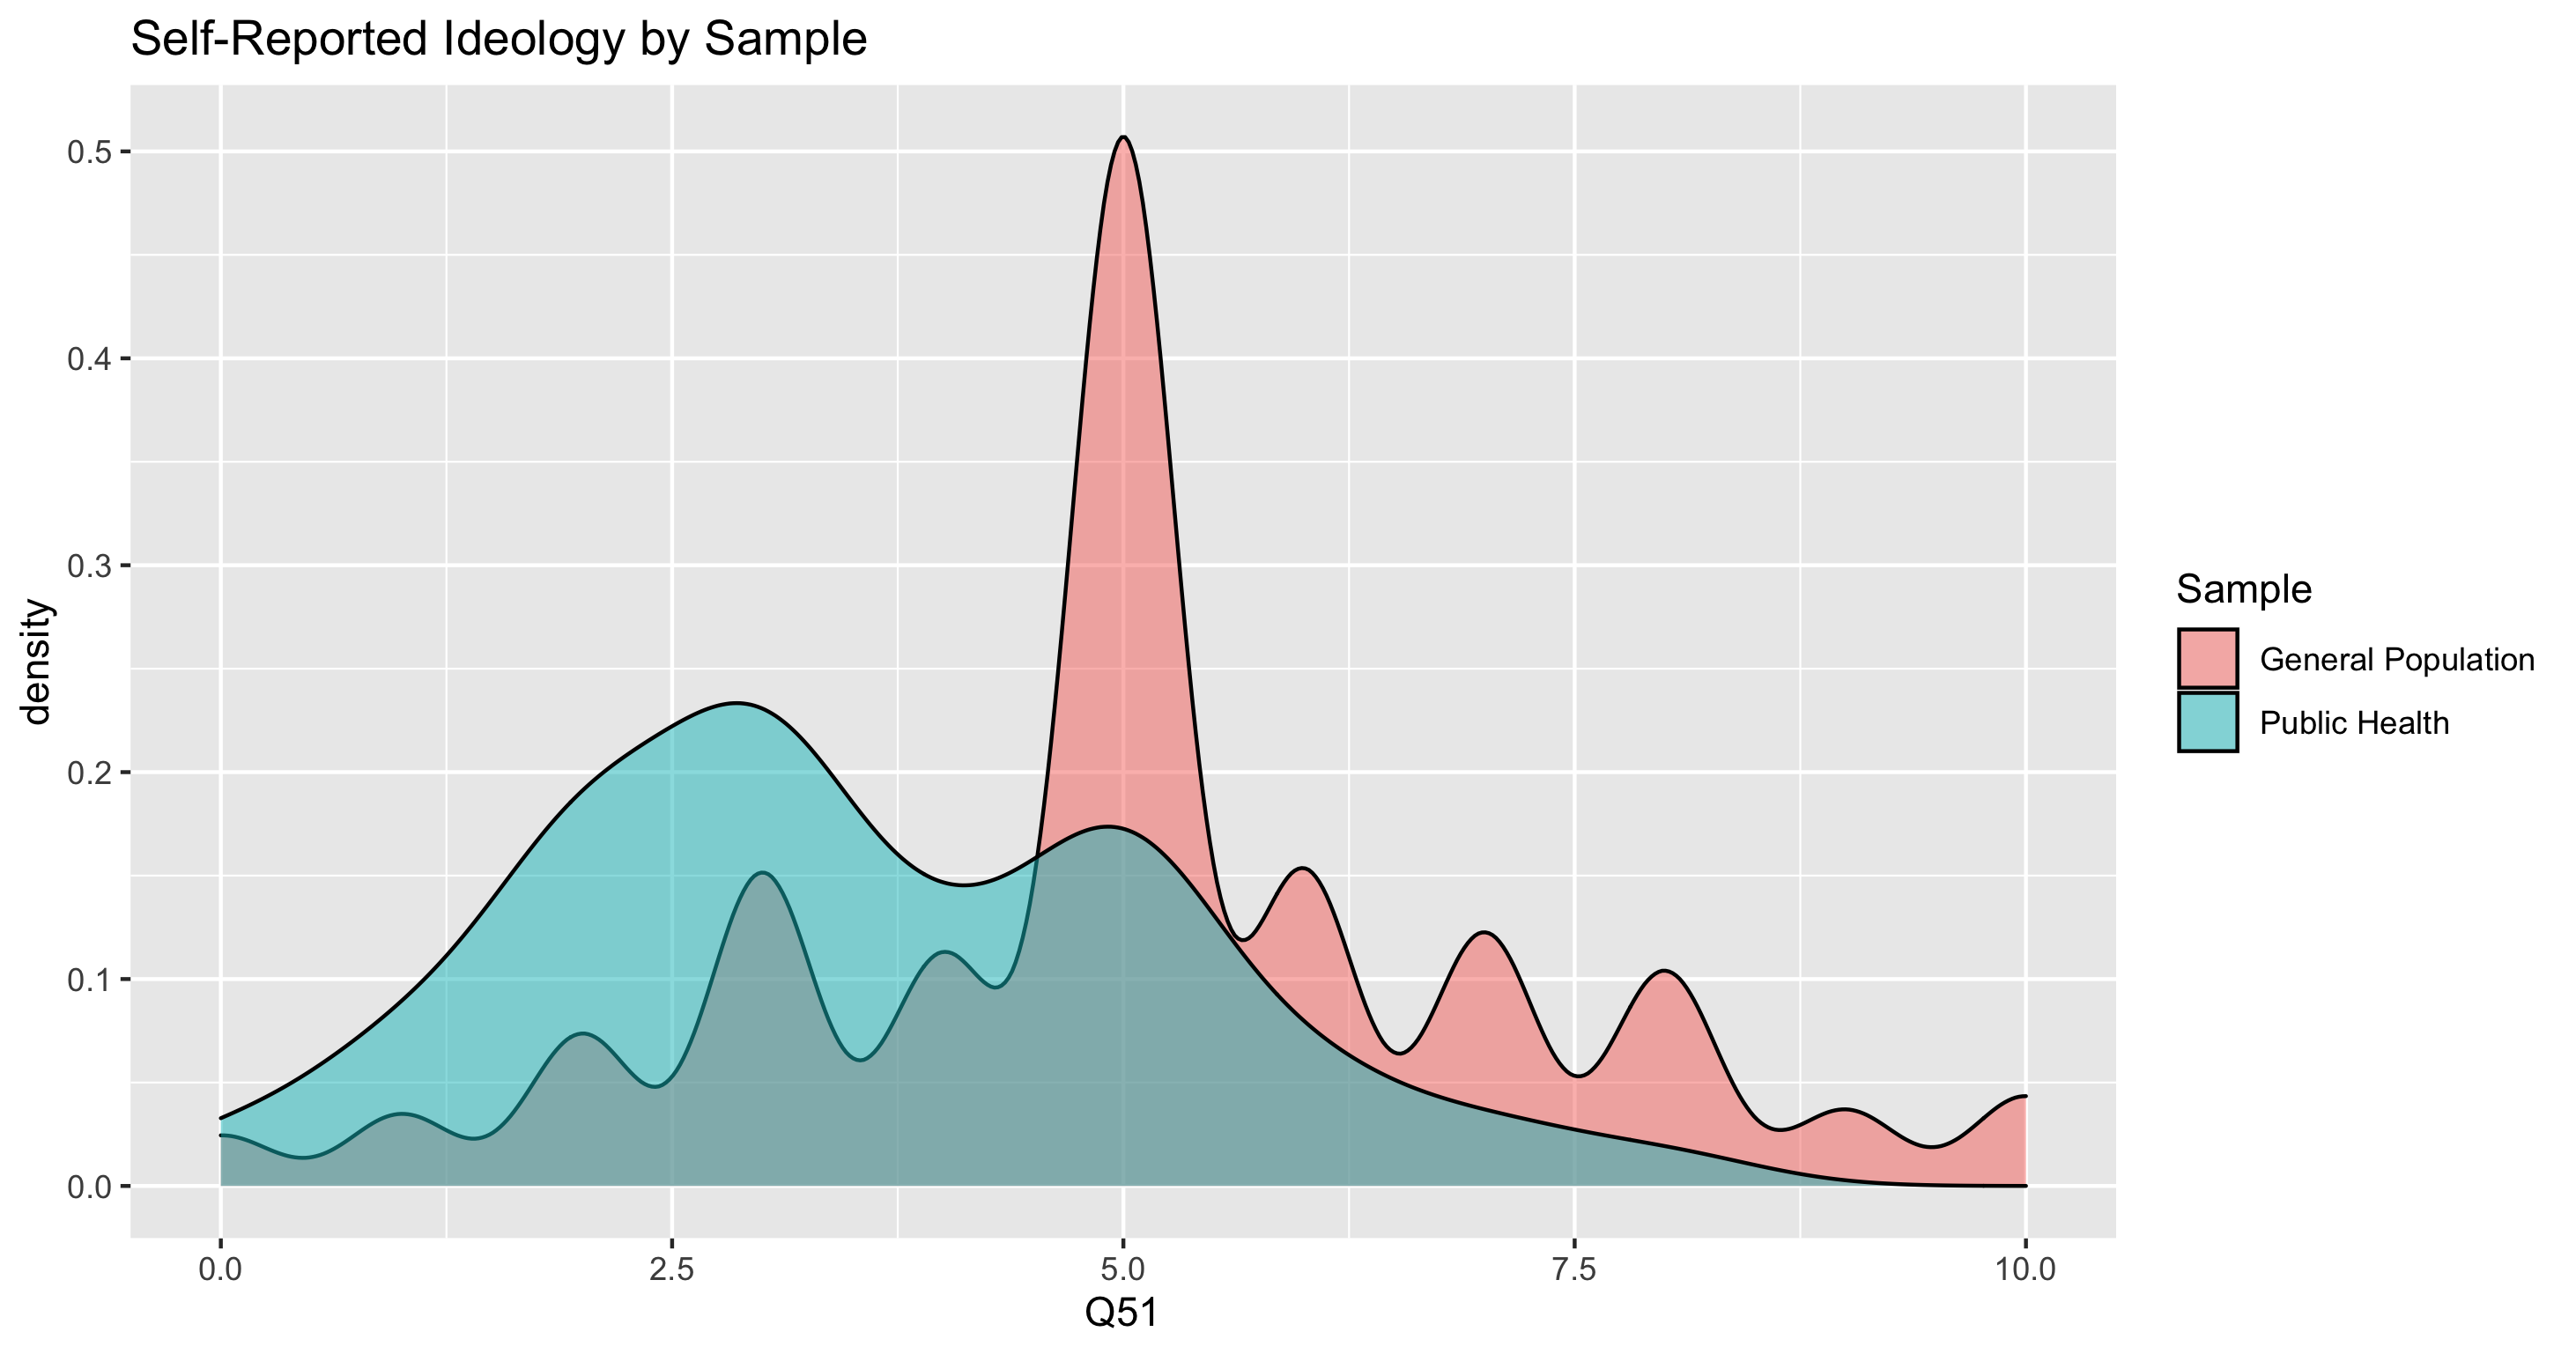 Self-Reported Ideology by Sample
density
0.5
0.4
0.3
0.2
0.1
0.0
0.0 2.5 5.0 7.5 10.0
Q51
Sample
General Population
Public Health